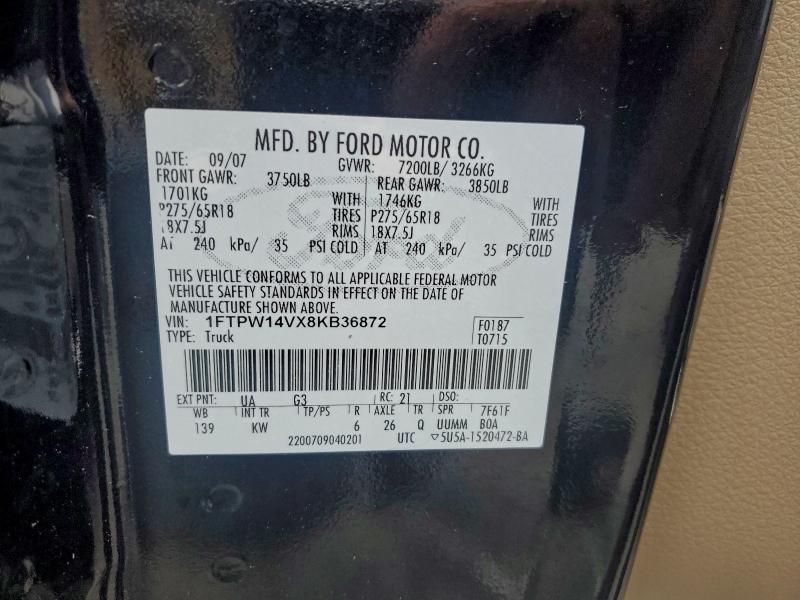 MFD. BY FORD MOTOR CO.
DATE: 09/07 GVWR: 7200LB/ 3266KG
FRONT GAWR: 3750LB REAR GAWR: 3850LB
1701KG WITH 1746KG WITH
P275/65R18 TIRES P275/65R18 TIRES
18X7.5J RIMS 18X7.5J RIMS
AT 240 kPa/ 35 PSI COLD AT 240 kPa/ 35 PSI COLD
Ford
THIS VEHICLE CONFORMS TO ALL APPLICABLE FEDERAL MOTOR
VEHICLE SAFETY STANDARDS IN EFFECT ON THE DATE OF
MANUFACTURE SHOWN ABOVE.
VIN: 1FTPW14VX8KB36872 F0187
TYPE: Truck T0715
EXT PNT: UA G3 RC: 21 DSO:
WB INT TR TP/PS R AXLE TR SPR 7F61F
139 KW 6 26 Q UUMM BOA
2200709040201 UTC ▽5U5A-1520472-BA